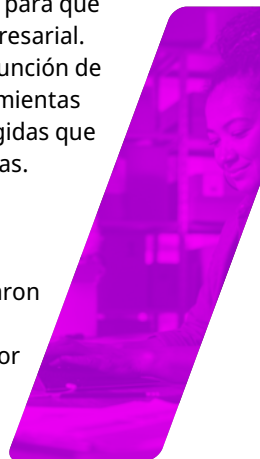 para que
resarial.
unción de
mientas
gidas que
as.
aron
or